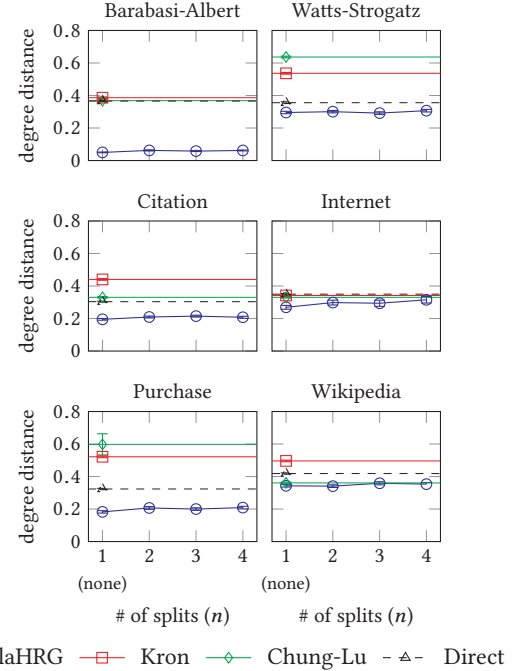 Barabasi-Albert Watts-Strogatz
degree distance
0.8
0.6
0.4
0.2
0
Citation Internet
degree distance
0.8
0.6
0.4
0.2
0
Purchase Wikipedia
degree distance
0.8
0.6
0.4
0.2
0
1 2 3 4 1 2 3 4
(none) (none)
# of splits (n) # of splits (n)
laHRG Kron Chung-Lu Direct